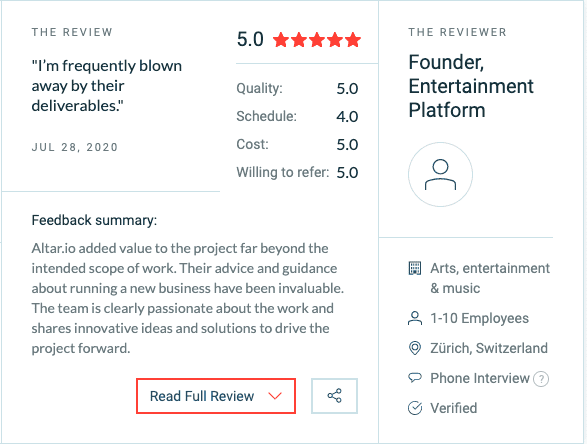 THE REVIEW
"I'm frequently blown
away by their
deliverables."
JUL 28, 2020
5.0
Quality: 5.0
Schedule: 4.0
Cost: 5.0
Willing to refer: 5.0
Feedback summary:
Altar.io added value to the project far beyond the
intended scope of work. Their advice and guidance
about running a new business have been invaluable.
The team is clearly passionate about the work and
shares innovative ideas and solutions to drive the
project forward.
Read Full Review
THE REVIEWER
Founder,
Entertainment
Platform
Arts, entertainment
& music
1-10 Employees
Zürich, Switzerland
Phone Interview ?
Verified